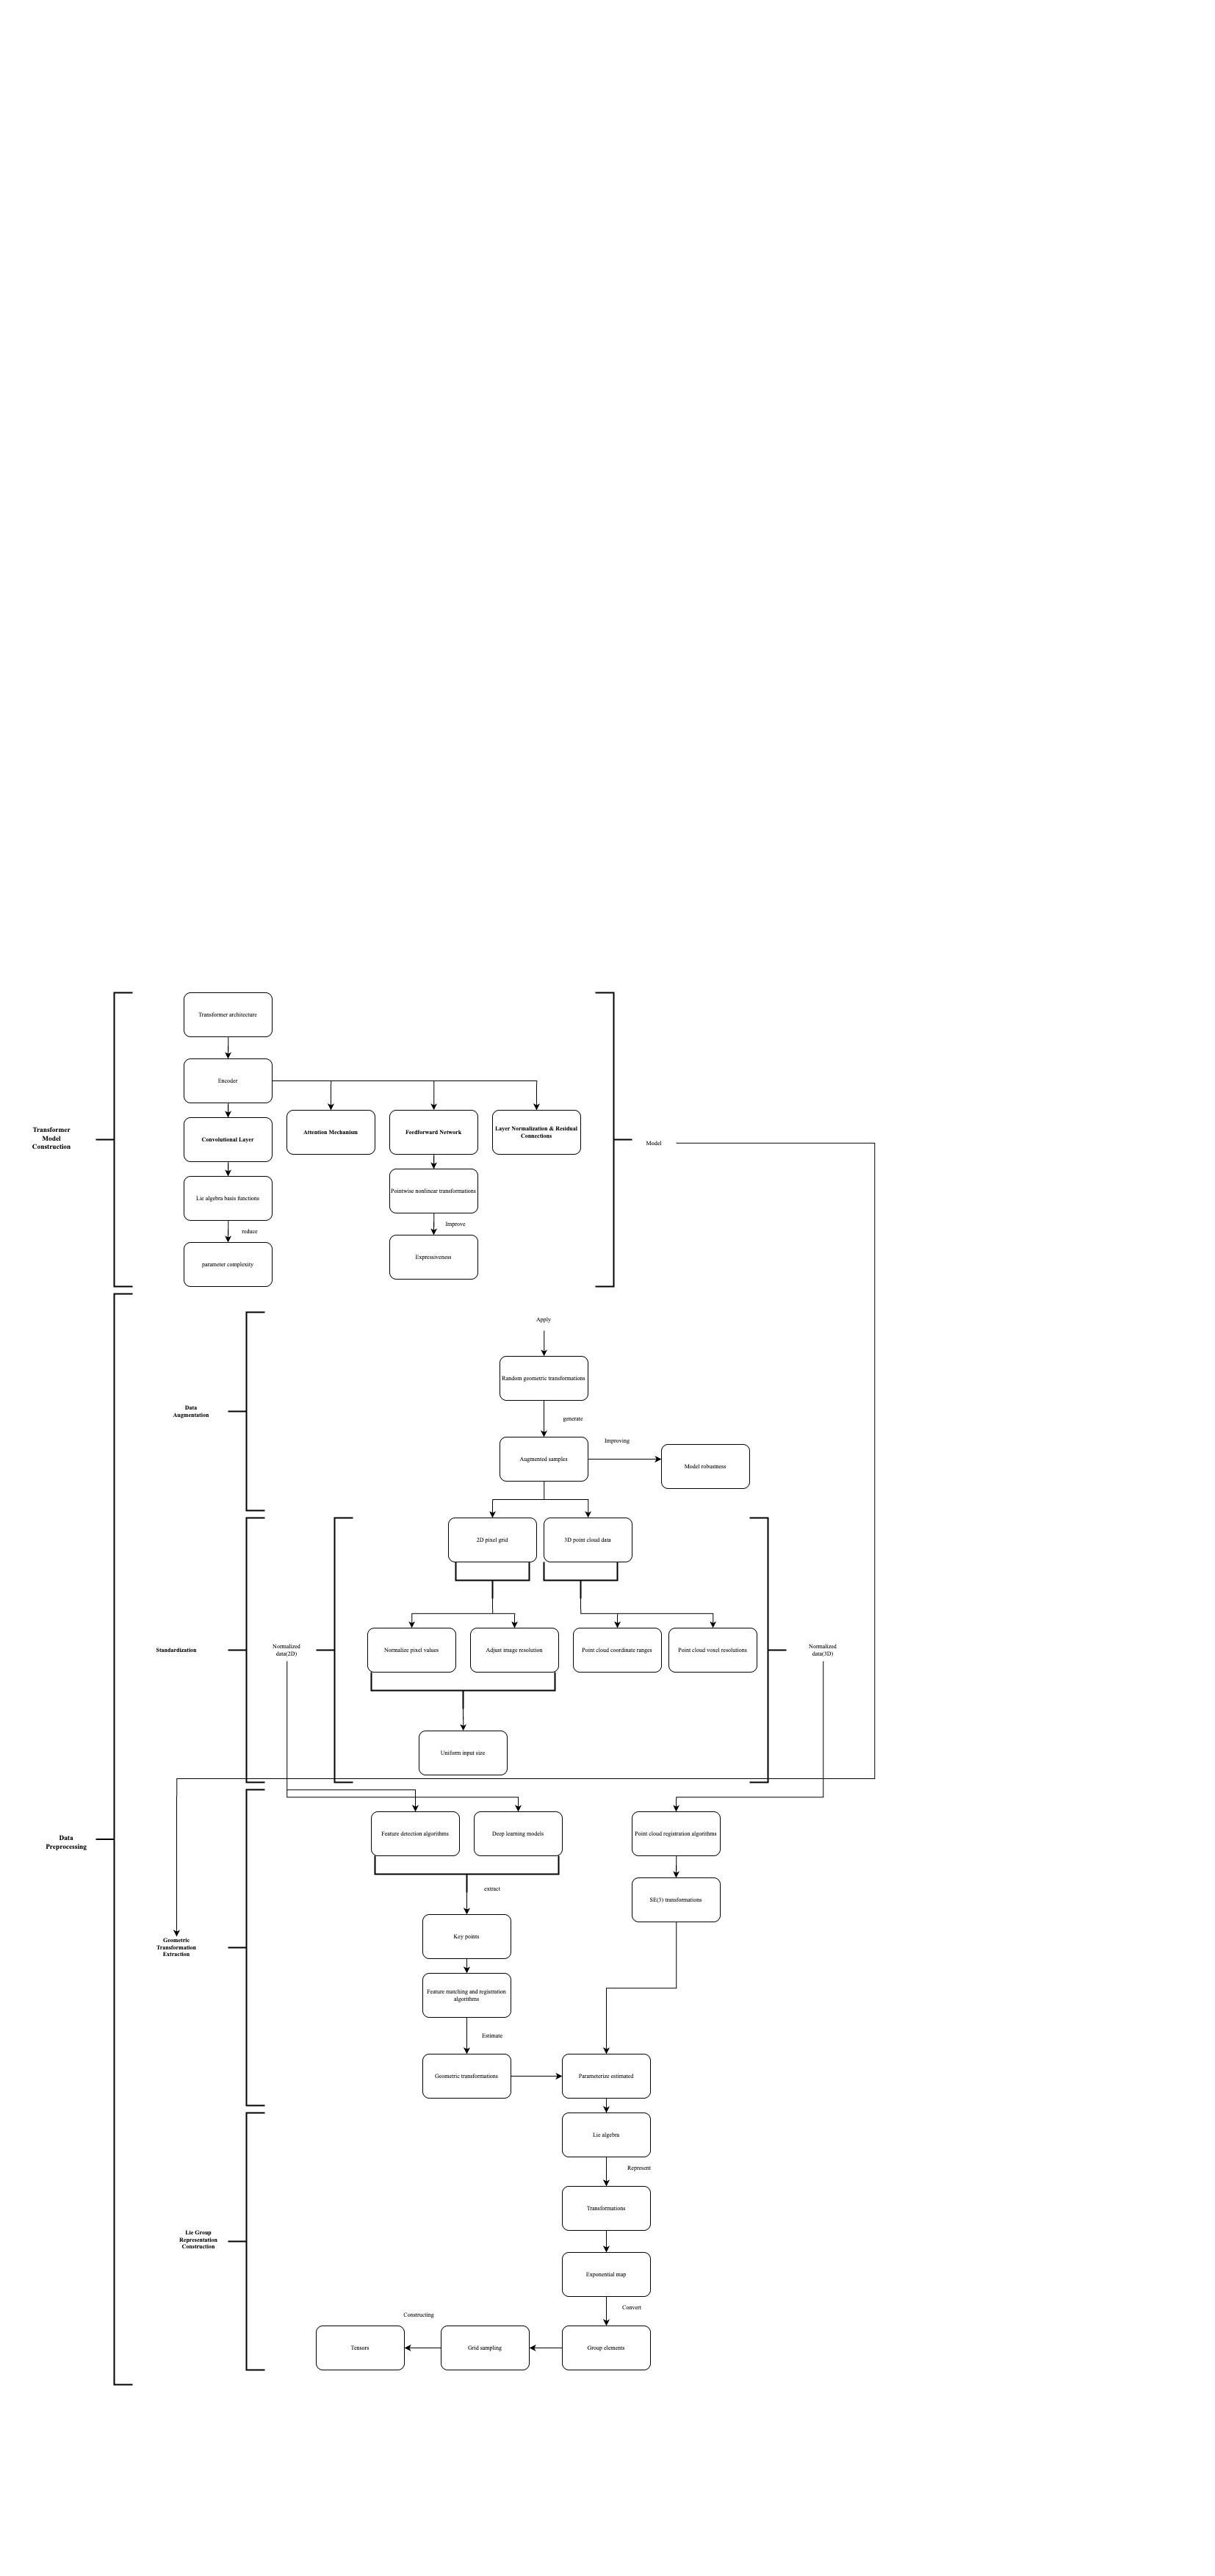 Transformer architecture
Encoder
Convolutional Layer
Attention Mechanism
Feedforward Network
Layer Normalization & Residual
Connections
Transformer
Model
Construction
Model
Lie algebra basis functions
Pointwise nonlinear transformations
reduce
Improve
parameter complexity
Expressiveness
Apply
Random geometric transformations
Data
Augmentation
generate
Improving
Augmented samples
Model robustness
2D pixel grid
3D point cloud data
Standardization
Normalized
data(2D)
Normalize pixel values
Adjust image resolution
Point cloud coordinate ranges
Point cloud voxel resolutions
Normalized
data(3D)
Uniform input size
Data
Preprocessing
Feature detection algorithms
Deep learning models
Point cloud registration algorithms
extract
SE(3) transformations
Key points
Geometric
Transformation
Extraction
Feature matching and registration
algorithms
Estimate
Geometric transformations
Parameterize estimated
Lie algebra
Represent
Transformations
Lie Group
Representation
Construction
Exponential map
Convert
Constructing
Tensors
Grid sampling
Group elements